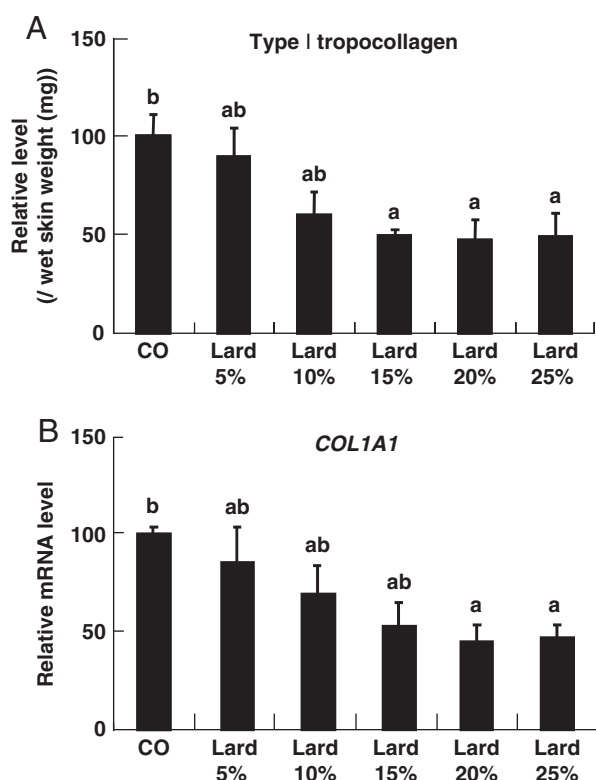 A
Type I tropocollagen
Relative level
(/ wet skin weight (mg))
150
100
50
0
b
ab
ab
a
a
a
CO
Lard
5%
Lard
10%
Lard
15%
Lard
20%
Lard
25%
B
COL1A1
Relative mRNA level
150
100
50
0
b
ab
ab
ab
a
a
CO
Lard
5%
Lard
10%
Lard
15%
Lard
20%
Lard
25%